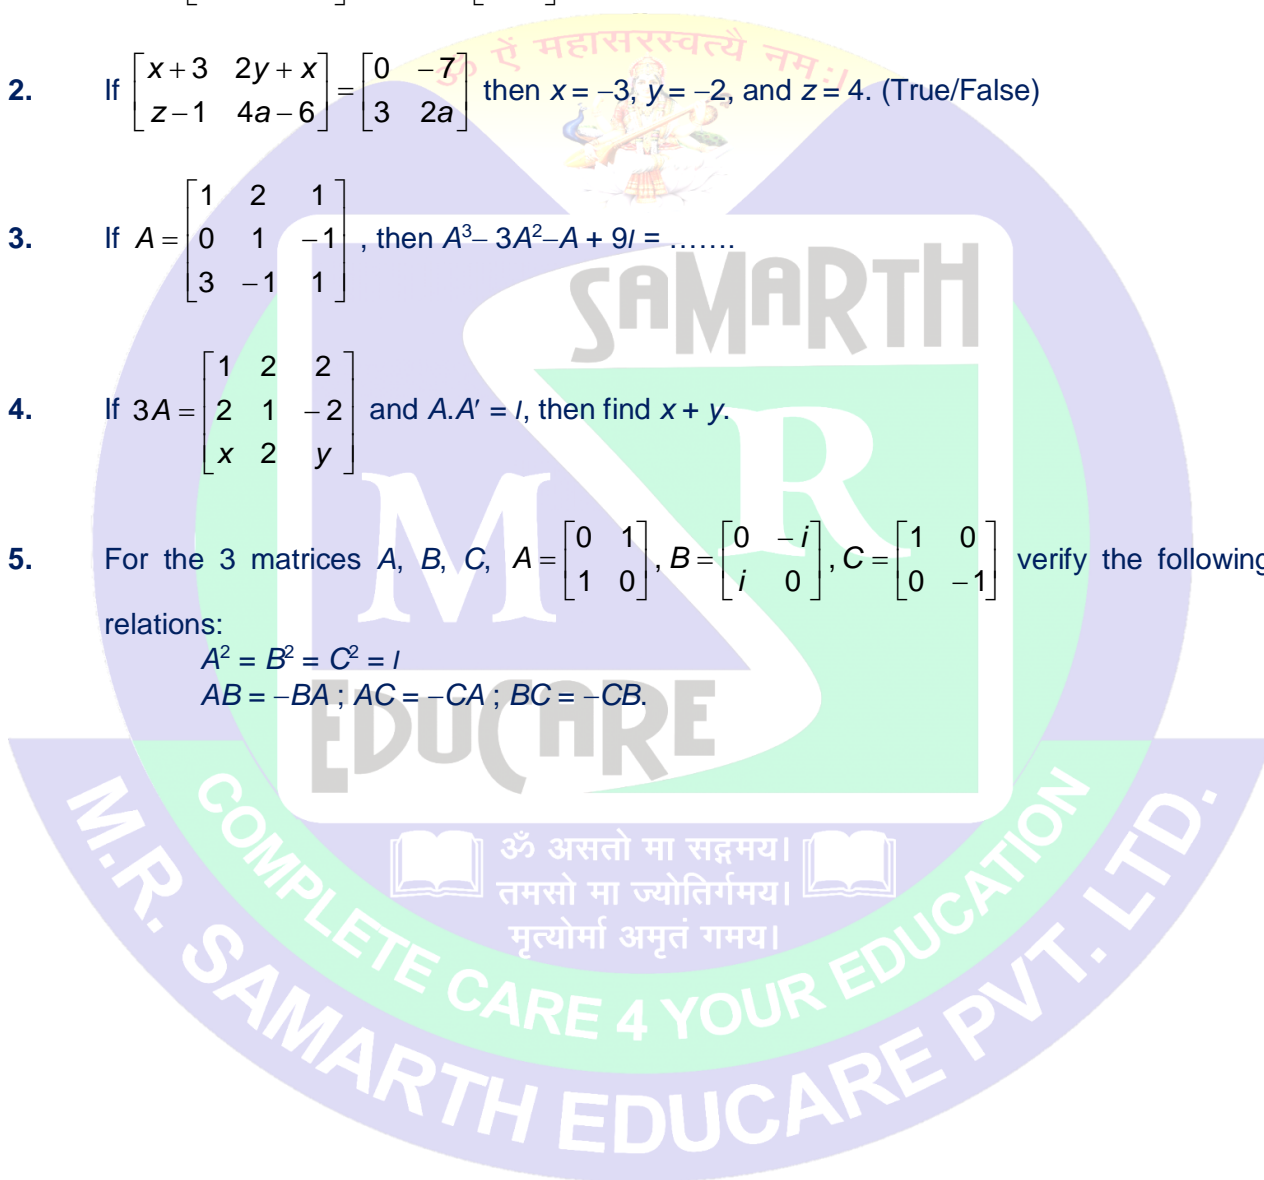 ॐ ऐं महासरस्वत्यै नमः।
2. If [x+3 2y+x; z−1 4a−6] = [0 −7; 3 2a] then x = −3, y = −2, and z = 4. (True/False)
3. If A = [1 2 1; 0 1 −1; 3 −1 1], then A³– 3A²–A + 9I = .......
4. If 3A = [1 2 2; 2 1 −2; x 2 y] and A.A′ = I, then find x + y.
5. For the 3 matrices A, B, C, A = [0 1; 1 0], B = [0 −i; i 0], C = [1 0; 0 −1] verify the following
relations:
A² = B² = C² = I
AB = −BA ; AC = −CA ; BC = −CB.
SAMARTH
M R
EDUCARE
ॐ असतो मा सद्गमय।
तमसो मा ज्योतिर्गमय।
मृत्योर्मा अमृतं गमय।
COMPLETE CARE 4 YOUR EDUCATION
M.R. SAMARTH EDUCARE PVT. LTD.